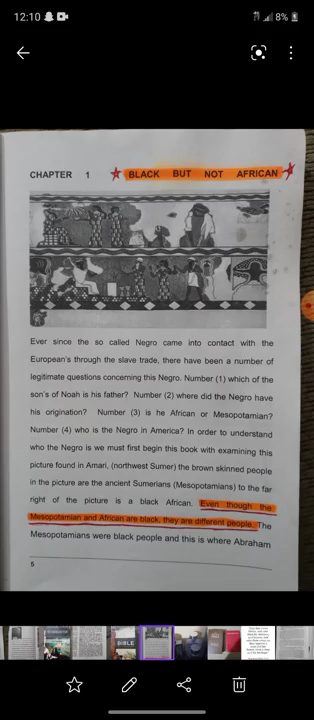 12:10
8%
CHAPTER 1 BLACK BUT NOT AFRICAN
Ever since the so called Negro came into contact with the
European's through the slave trade, there have been a number of
legitimate questions concerning this Negro. Number (1) which of the
son's of Noah is his father? Number (2) where did the Negro have
his origination? Number (3) is he African or Mesopotamian?
Number (4) who is the Negro in America? In order to understand
who the Negro is we must first begin this book with examining this
picture found in Amari, (northwest Sumer) the brown skinned people
in the picture are the ancient Sumerians (Mesopotamians) to the far
right of the picture is a black African. Even though the
Mesopotamian and African are black, they are different people. The
Mesopotamians were black people and this is where Abraham
5
BIBLE